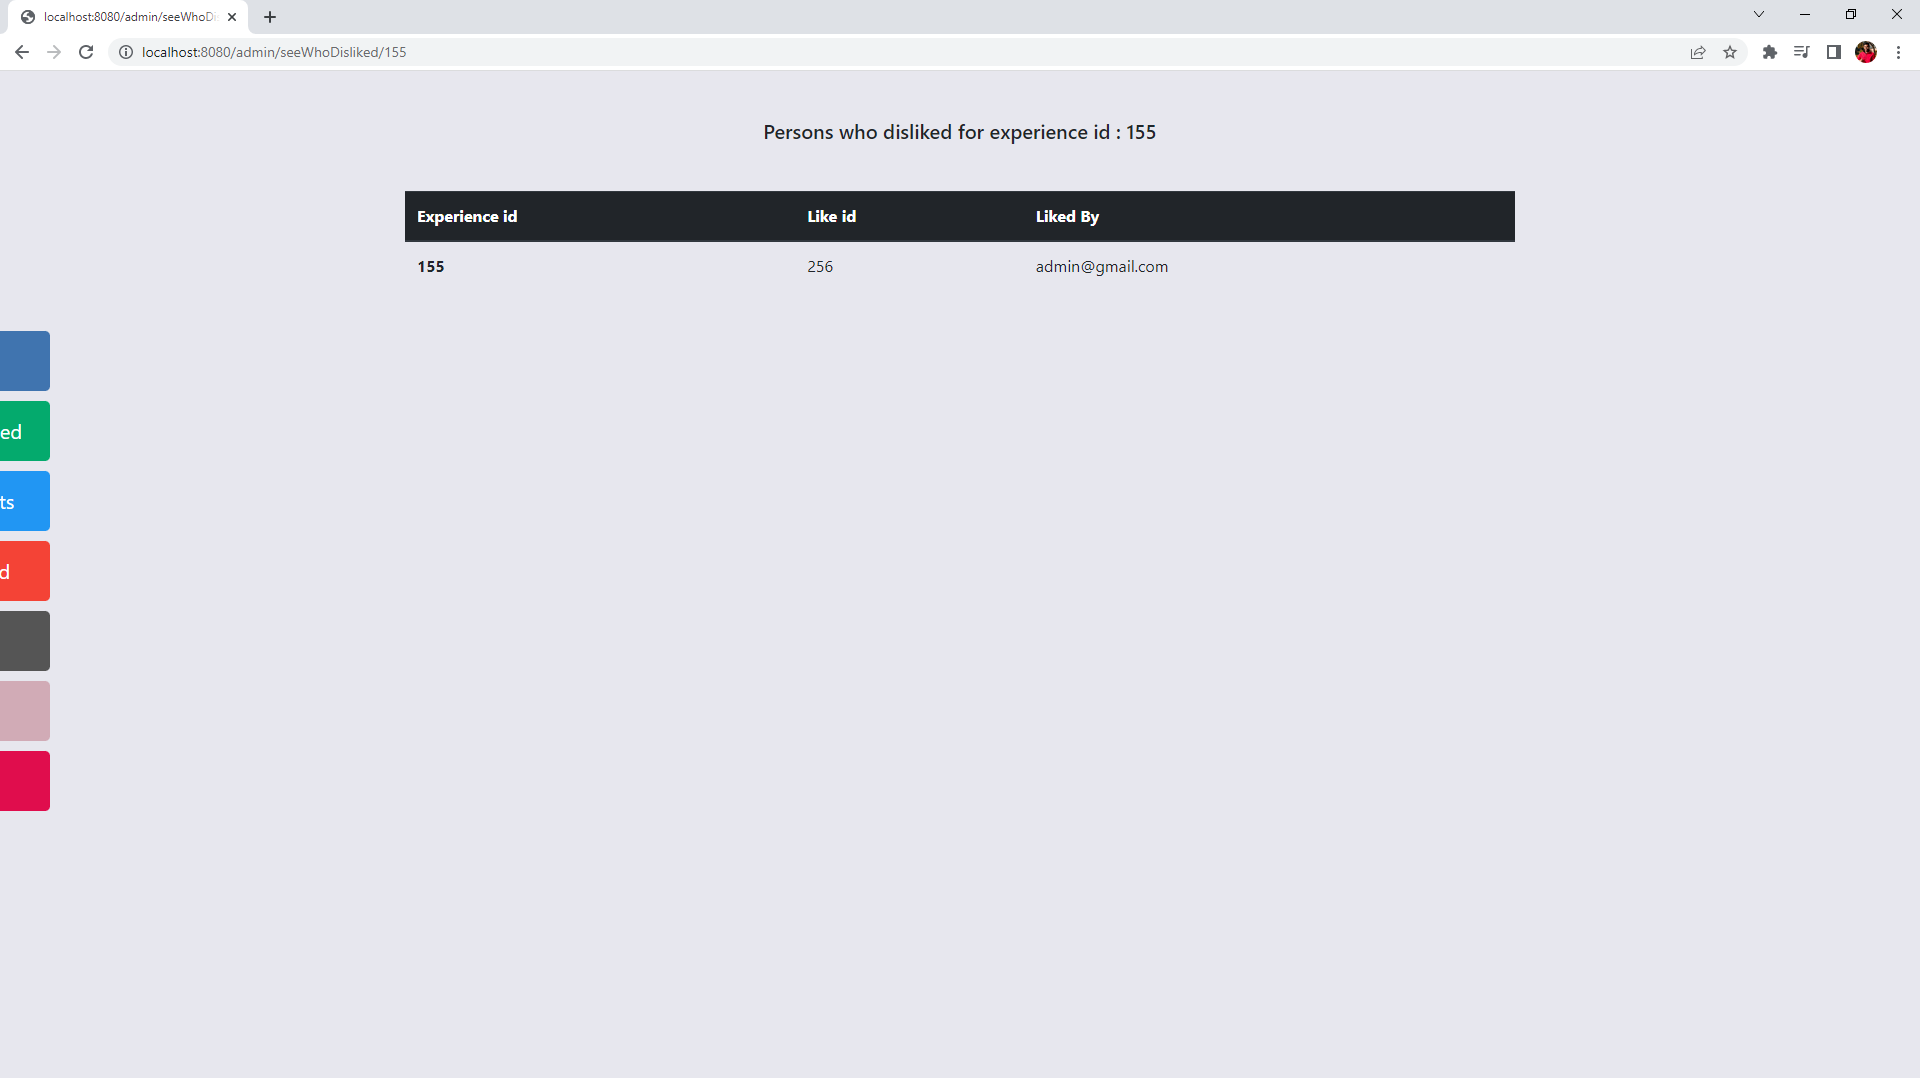 localhost:8080/admin/seeWhoDi
localhost:8080/admin/seeWhoDisliked/155
Persons who disliked for experience id : 155
Experience id Like id Liked By
155 256 admin@gmail.com
ed
ts
d